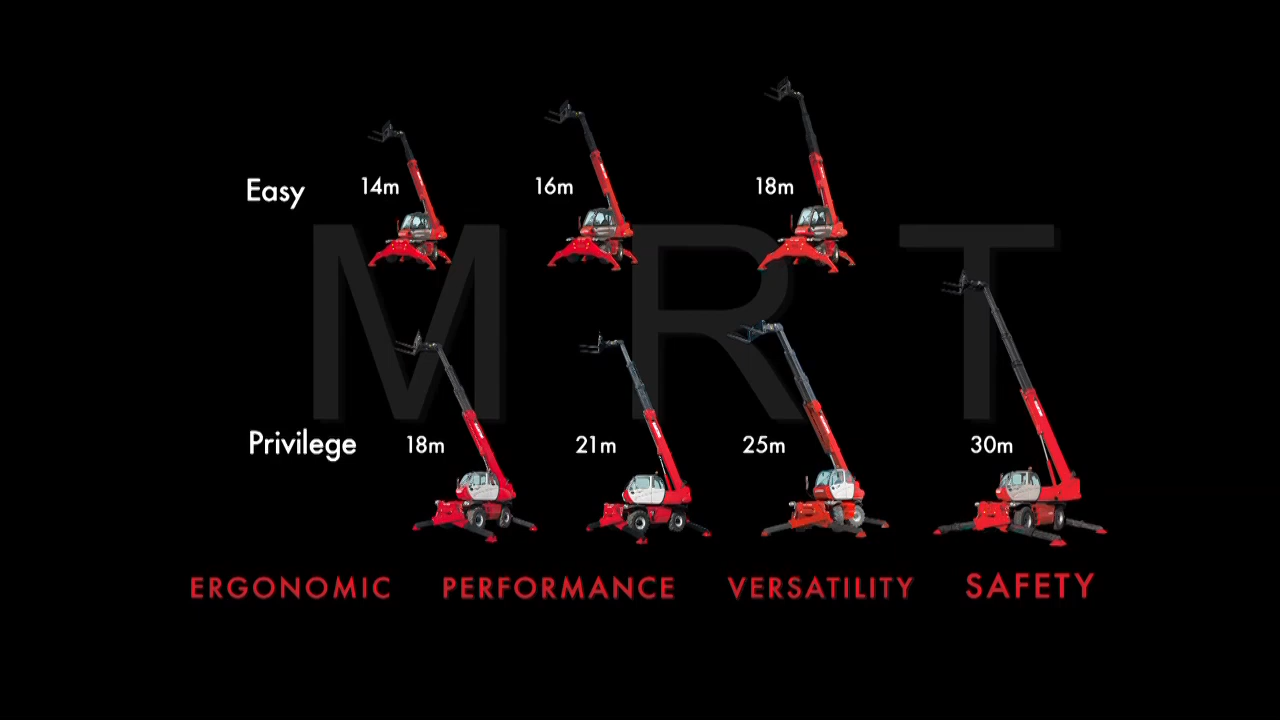 Easy 14m 16m 18m
MRT
Privilege 18m 21m 25m 30m
ERGONOMIC PERFORMANCE VERSATILITY SAFETY